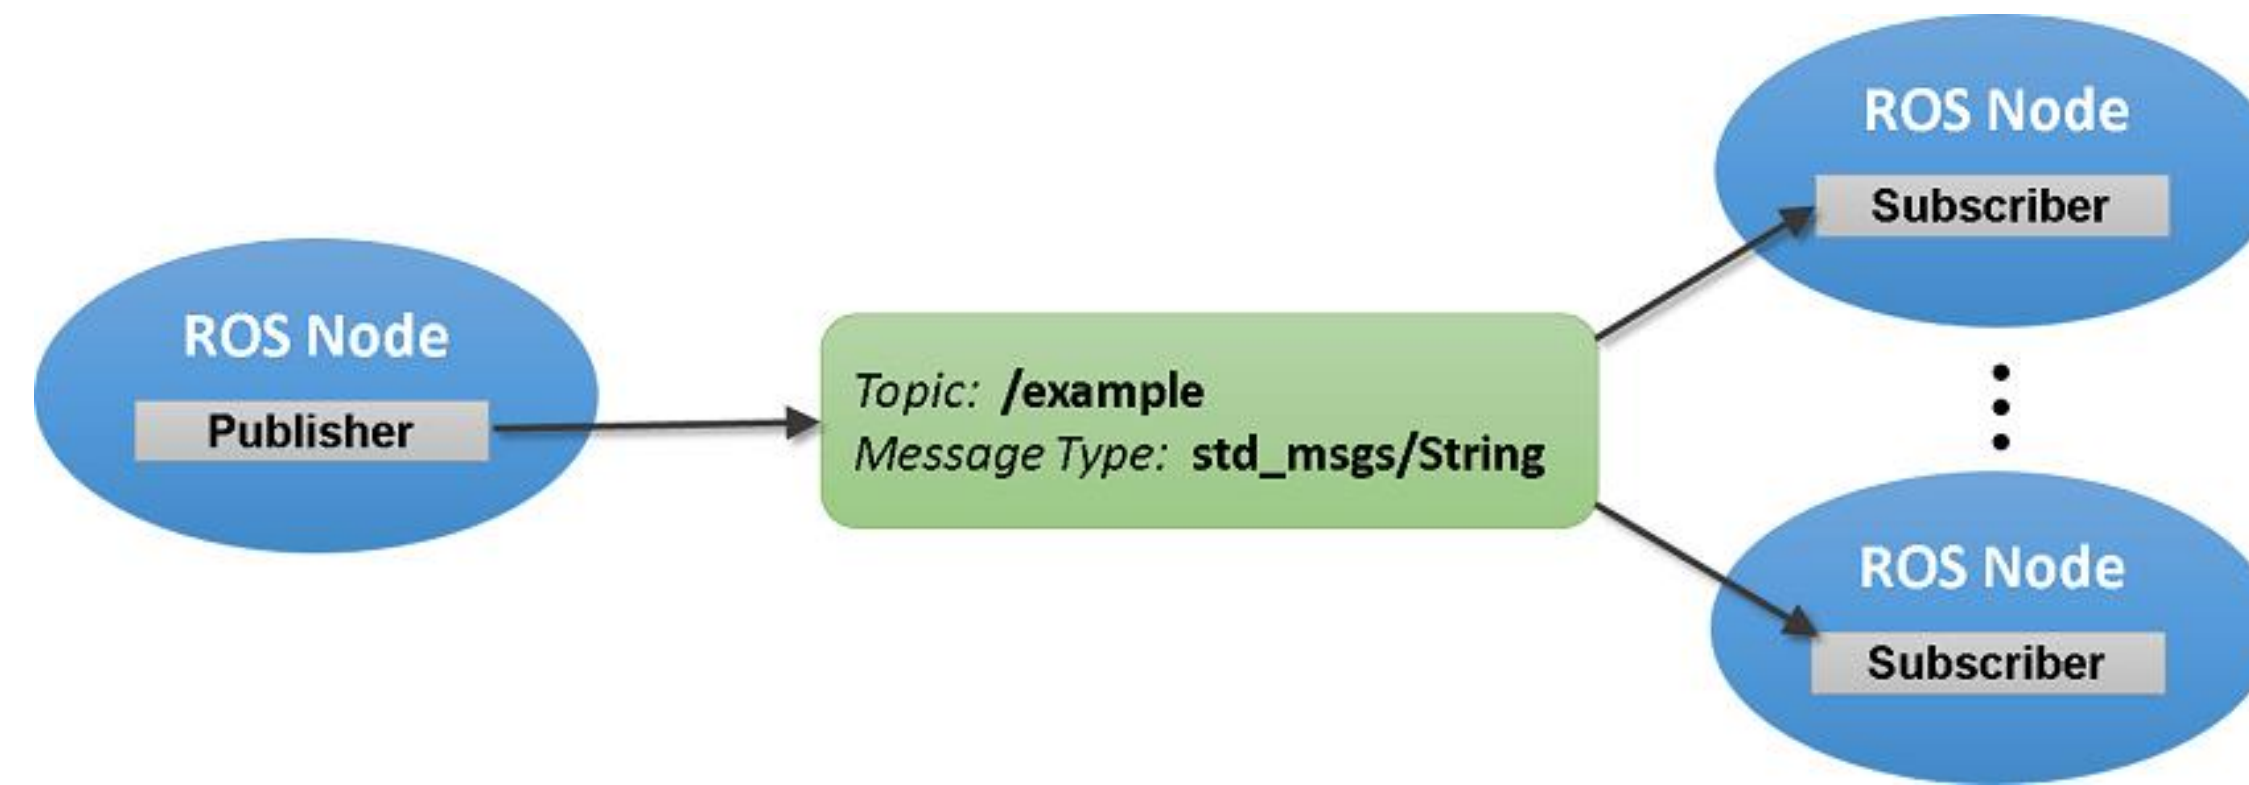 ROS Node
Publisher
Topic: /example
Message Type: std_msgs/String
ROS Node
Subscriber
ROS Node
Subscriber